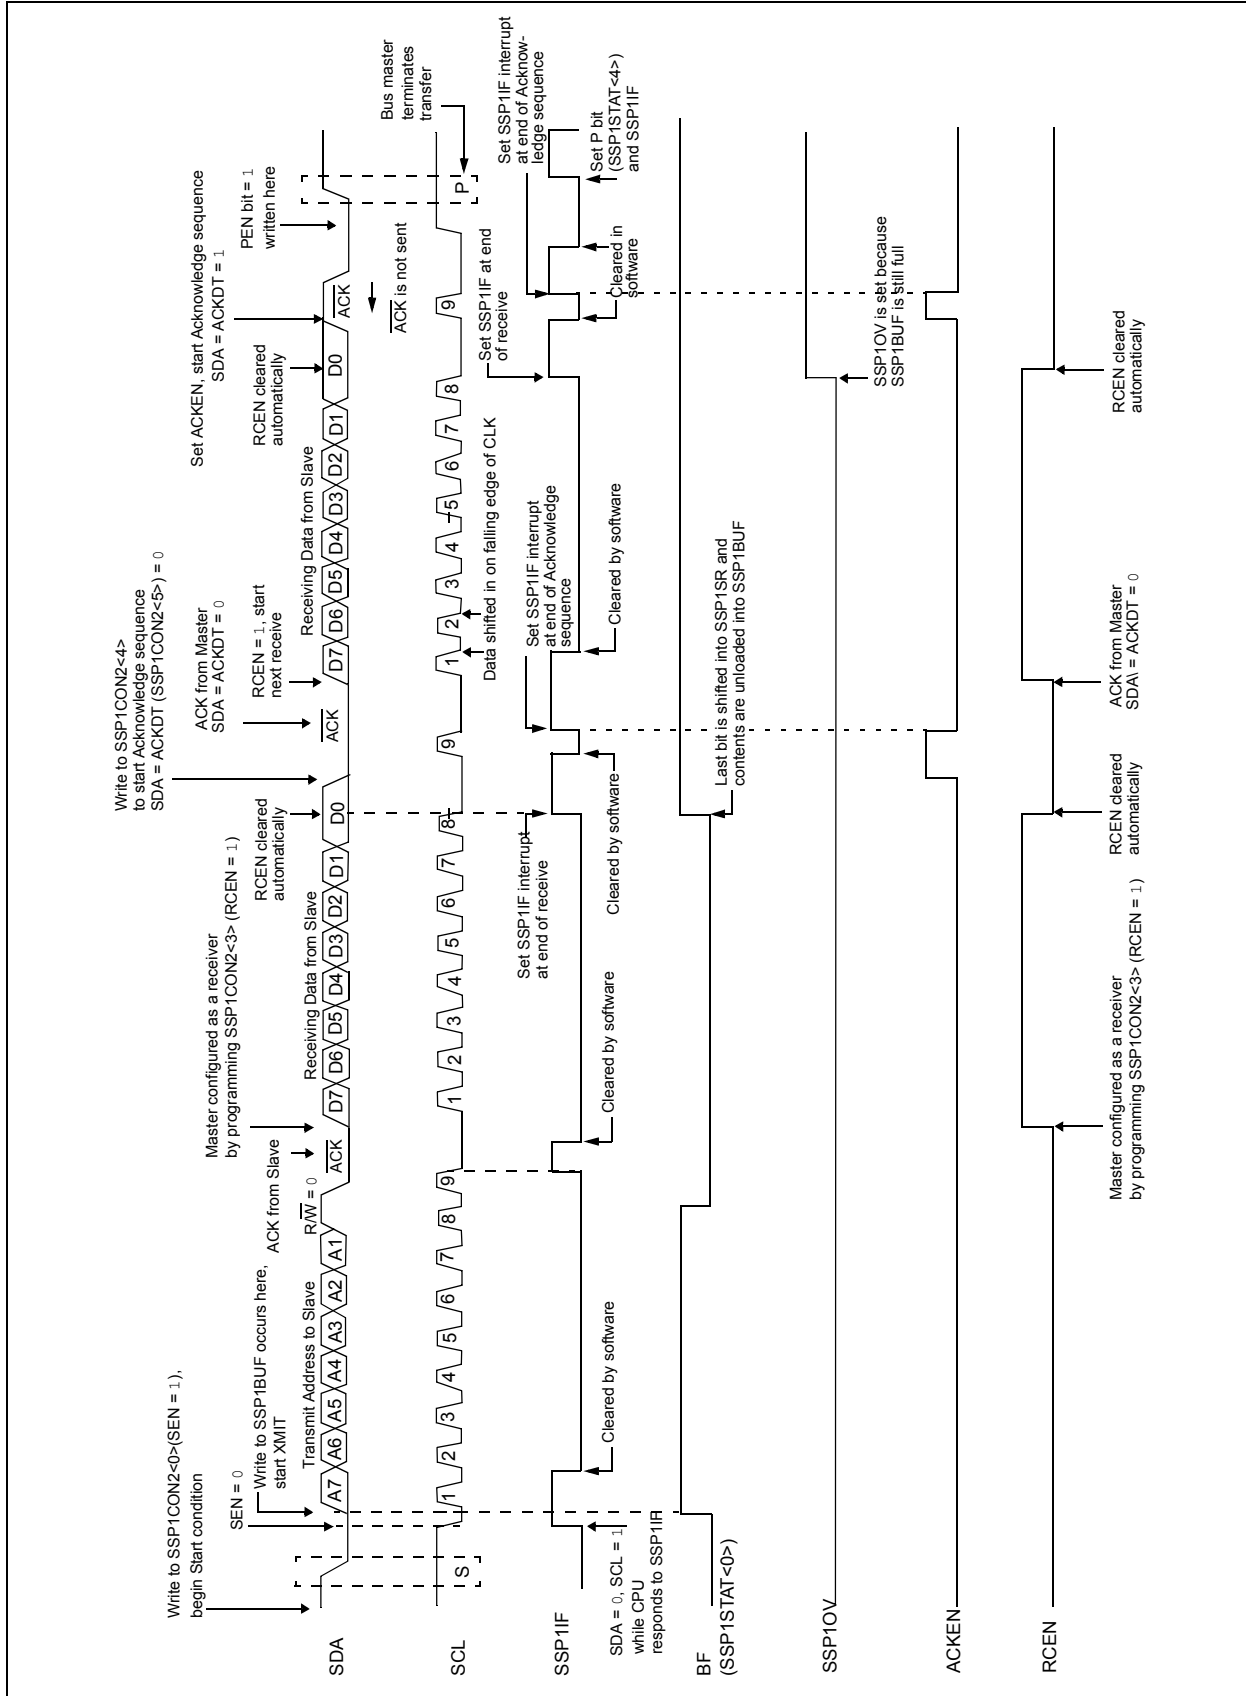 Write to SSP1CON2<0>(SEN = 1),
begin Start condition
SEN = 0
Write to SSP1BUF occurs here,
start XMIT
ACK from Slave
Master configured as a receiver
by programming SSP1CON2<3> (RCEN = 1)
RCEN cleared
automatically
Write to SSP1CON2<4>
to start Acknowledge sequence
SDA = ACKDT (SSP1CON2<5>) = 0
ACK from Master
SDA = ACKDT = 0
RCEN = 1, start
next receive
RCEN cleared
automatically
Set ACKEN, start Acknowledge sequence
SDA = ACKDT = 1
PEN bit = 1
written here
Transmit Address to Slave
R/W = 0
Receiving Data from Slave
Receiving Data from Slave
SDA
A7 A6 A5 A4 A3 A2 A1 ACK D7 D6 D5 D4 D3 D2 D1 D0 ACK D7 D6 D5 D4 D3 D2 D1 D0 ACK
ACK is not sent
Bus master
terminates
transfer
SCL
S 1 2 3 4 5 6 7 8 9 1 2 3 4 5 6 7 8 9 1 2 3 4 5 6 7 8 9 P
Data shifted in on falling edge of CLK
Set SSP1IF interrupt
at end of receive
Set SSP1IF interrupt
at end of Acknowledge
sequence
Set SSP1IF at end
of receive
Set SSP1IF interrupt
at end of Acknow-
ledge sequence
SSP1IF
SDA = 0, SCL = 1
while CPU
responds to SSP1IF
Cleared by software
Cleared by software
Cleared by software
Cleared by software
Cleared in
software
Set P bit
(SSP1STAT<4>)
and SSP1IF
BF
(SSP1STAT<0>)
Last bit is shifted into SSP1SR and
contents are unloaded into SSP1BUF
SSP1OV
SSP1OV is set because
SSP1BUF is still full
ACKEN
RCEN
Master configured as a receiver
by programming SSP1CON2<3> (RCEN = 1)
RCEN cleared
automatically
ACK from Master
SDA\ = ACKDT = 0
RCEN cleared
automatically